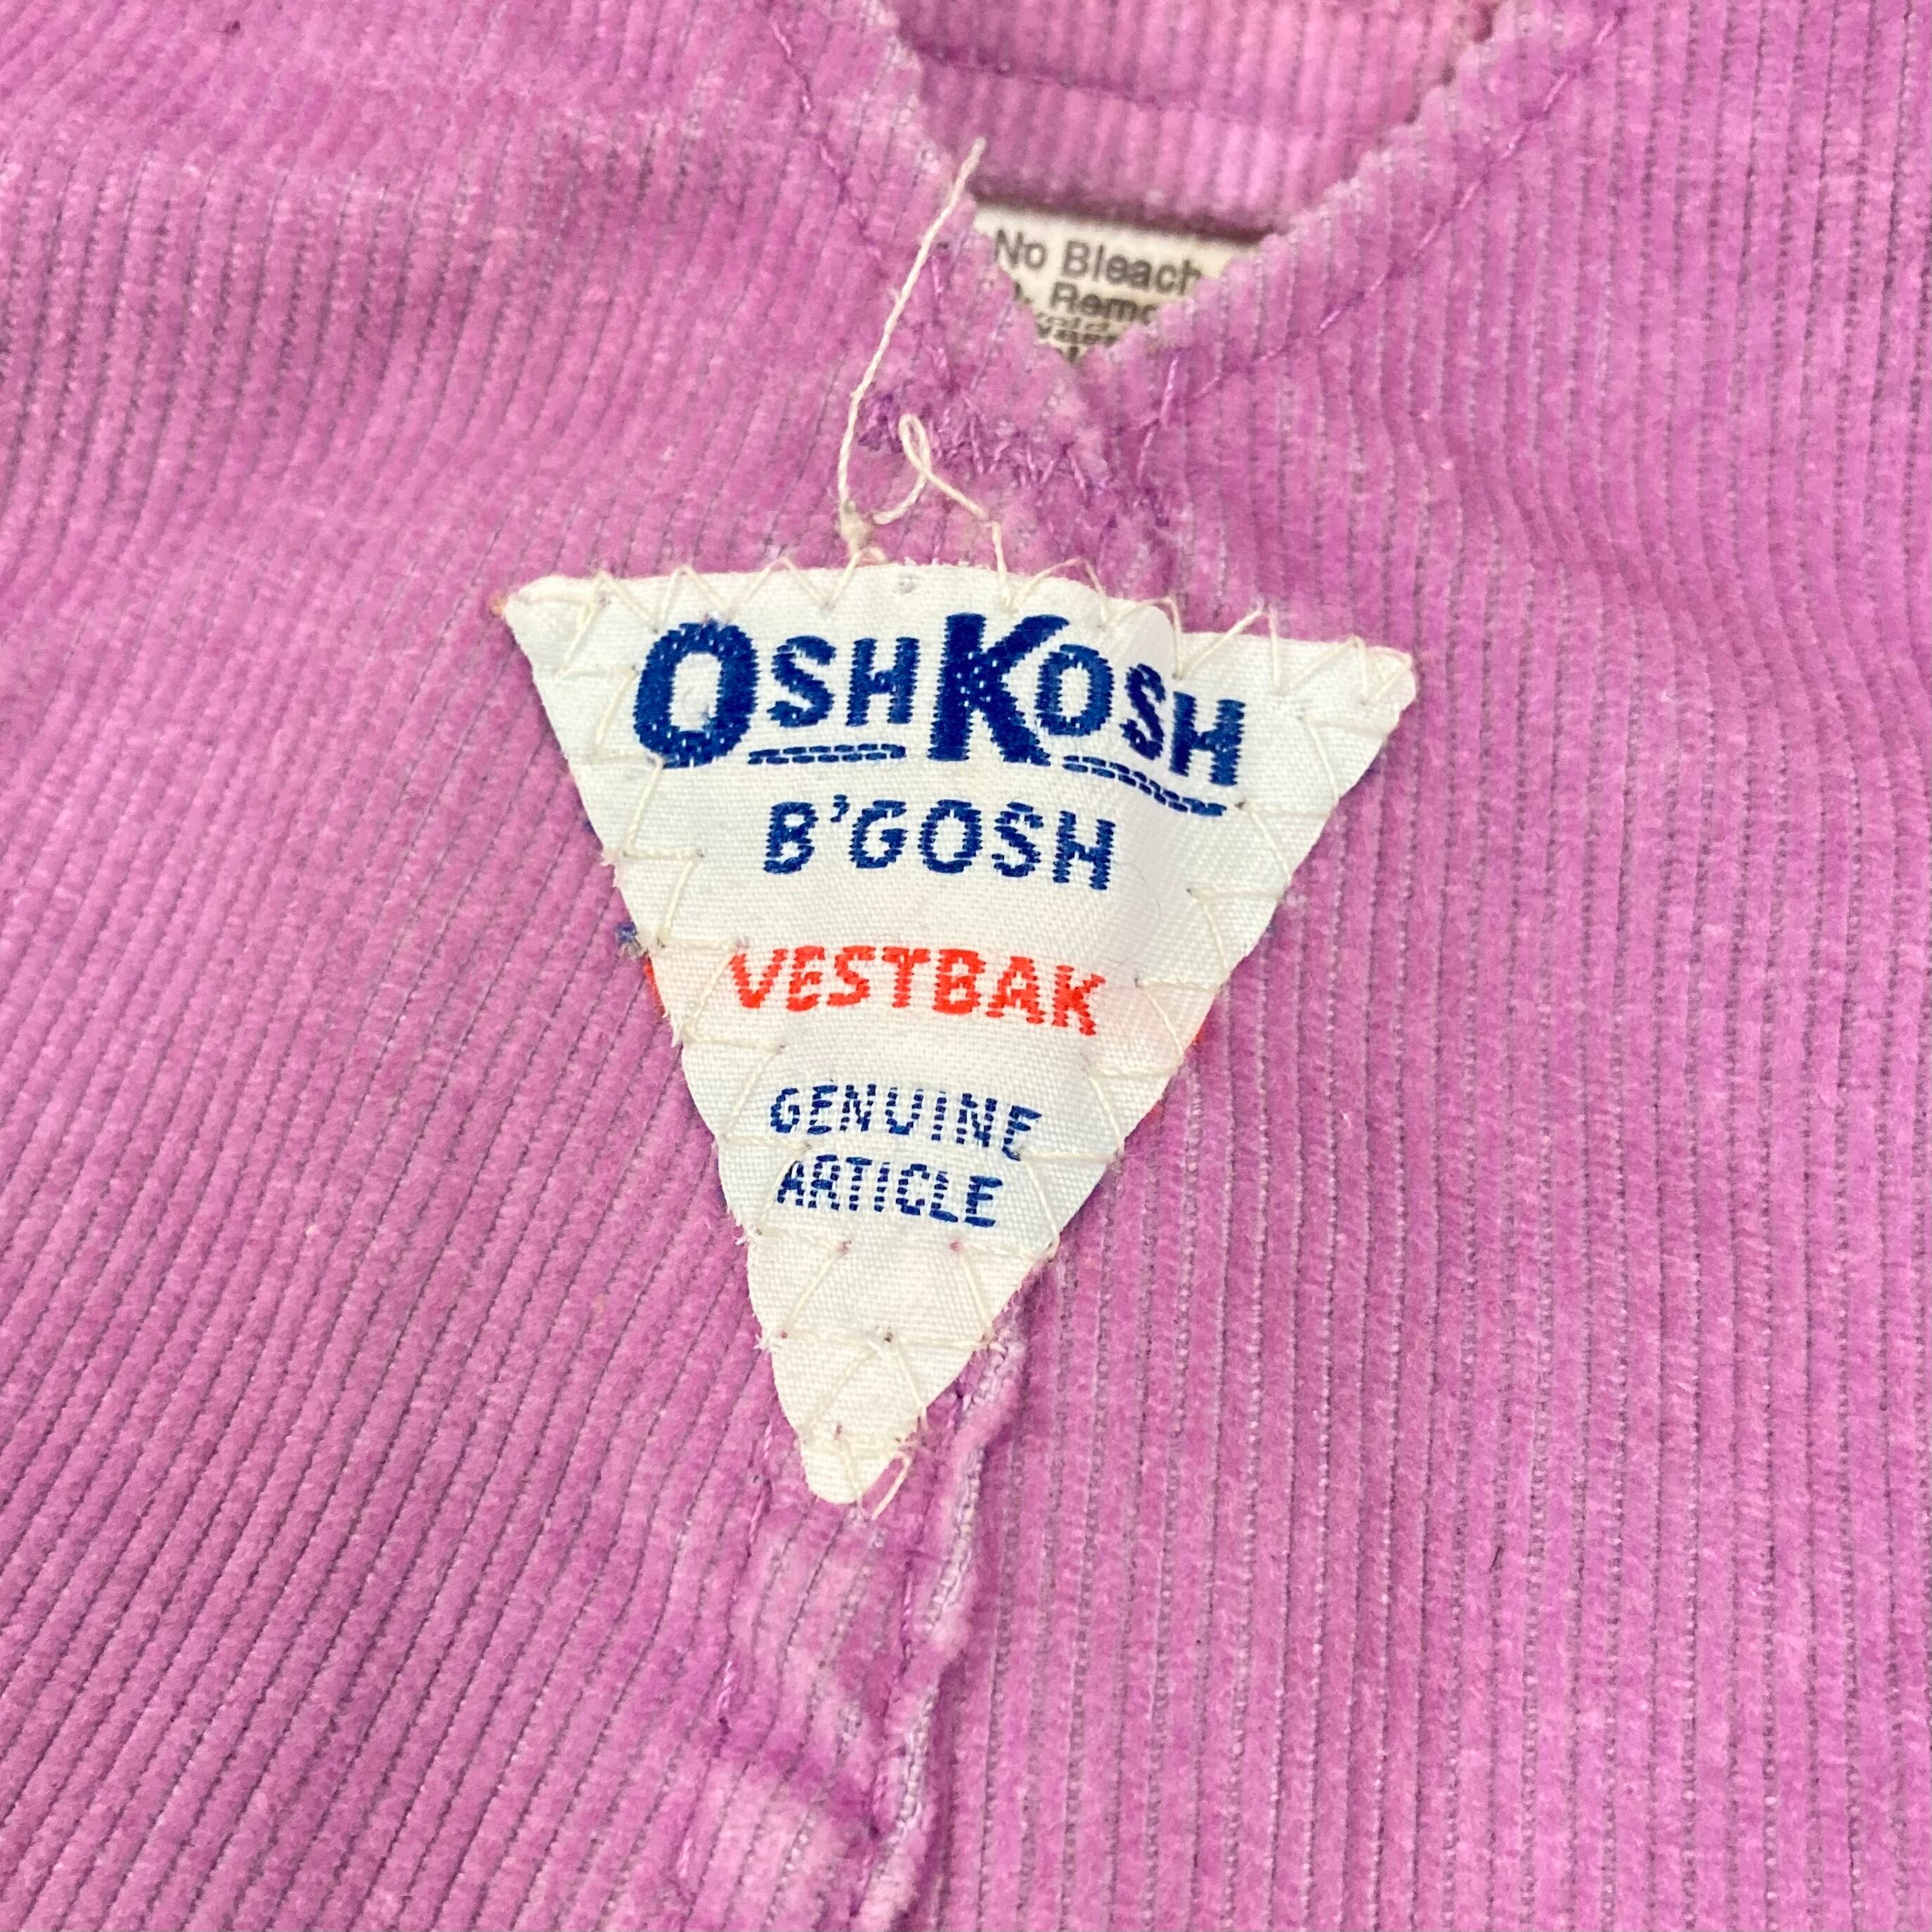 No Bleach
OSHKOSH
B'GOSH
VESTBAK
GENUINE
ARTICLE